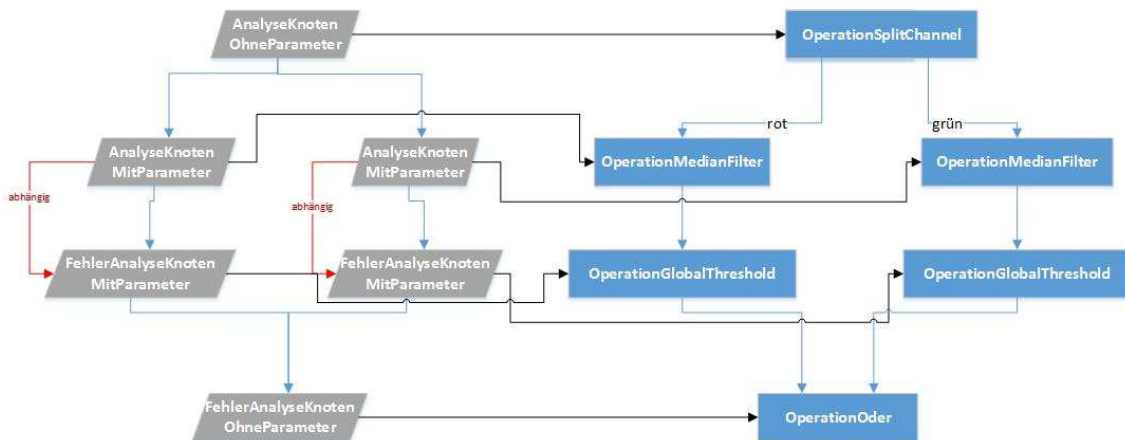 AnalyseKnoten
OhneParameter
OperationSplitChannel
rot
grün
AnalyseKnoten
MitParameter
AnalyseKnoten
MitParameter
OperationMedianFilter
OperationMedianFilter
abhängig
abhängig
FehlerAnalyseKnoten
MitParameter
FehlerAnalyseKnoten
MitParameter
OperationGlobalThreshold
OperationGlobalThreshold
FehlerAnalyseKnoten
OhneParameter
OperationOder